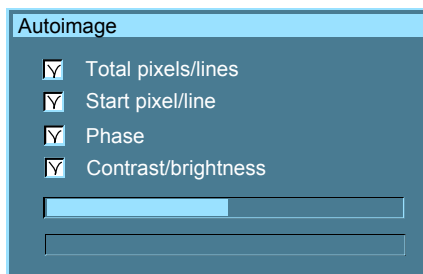 Autoimage
Total pixels/lines
Start pixel/line
Phase
Contrast/brightness